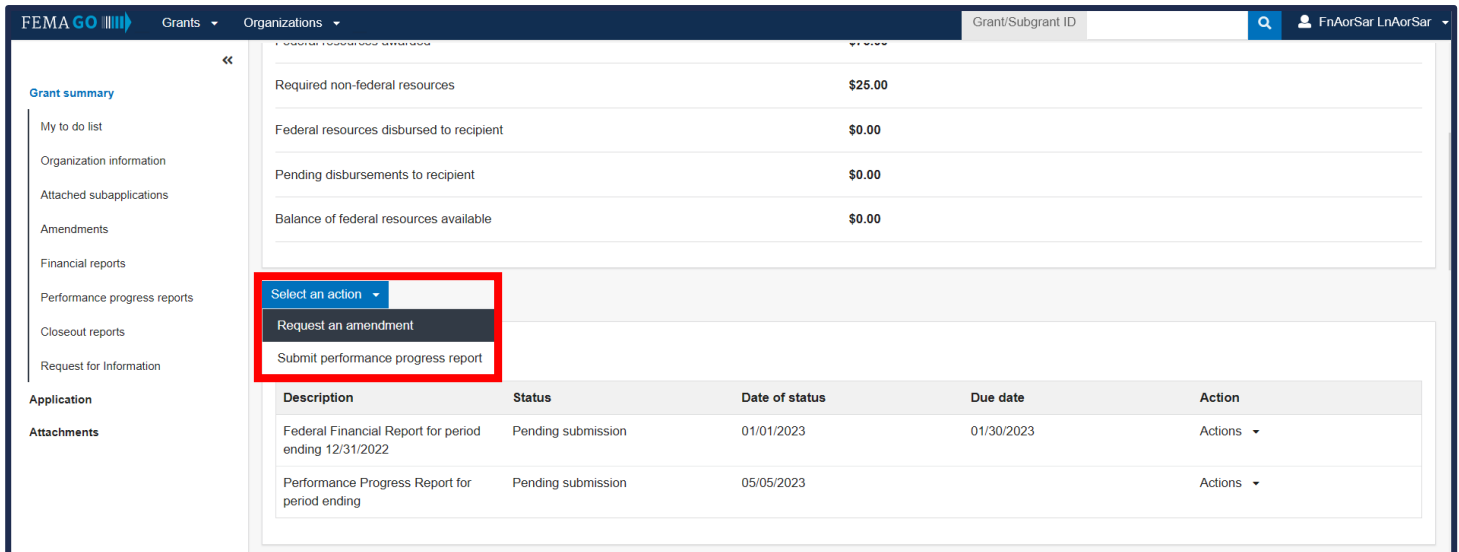 FEMA GO Grants Organizations Grant/Subgrant ID FnAorSar LnAorSar
«
Grant summary
My to do list
Organization information
Attached subapplications
Amendments
Financial reports
Performance progress reports
Closeout reports
Request for Information
Application
Attachments
Federal resources awarded
Required non-federal resources $25.00
Federal resources disbursed to recipient $0.00
Pending disbursements to recipient $0.00
Balance of federal resources available $0.00
Select an action
Request an amendment
Submit performance progress report
Description Status Date of status Due date Action
Federal Financial Report for period Pending submission 01/01/2023 01/30/2023 Actions
ending 12/31/2022
Performance Progress Report for Pending submission 05/05/2023 Actions
period ending